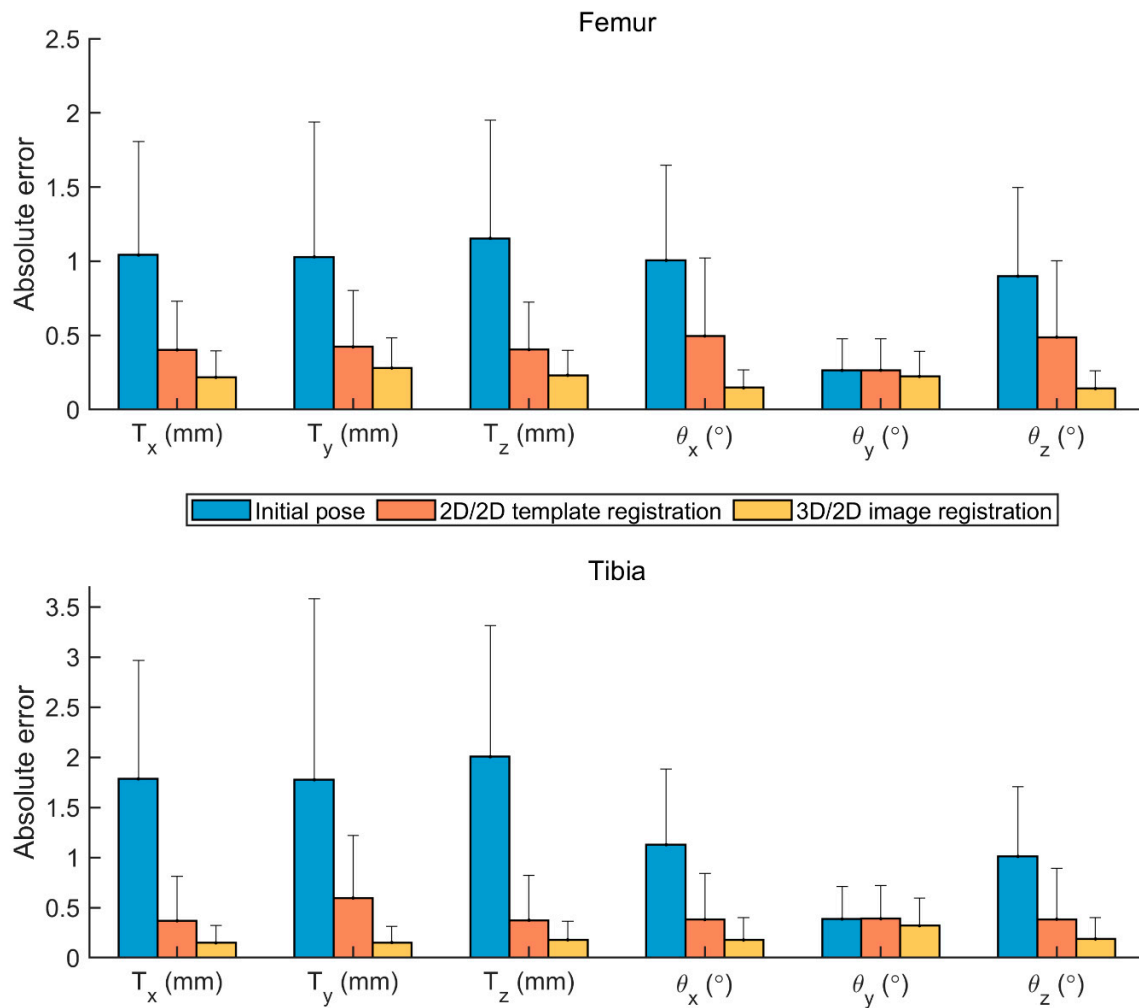 Femur
Absolute error
2.5
2
1.5
1
0.5
0
T_x (mm) T_y (mm) T_z (mm) θ_x (°) θ_y (°) θ_z (°)
Initial pose 2D/2D template registration 3D/2D image registration
Tibia
Absolute error
3.5
3
2.5
2
1.5
1
0.5
0
T_x (mm) T_y (mm) T_z (mm) θ_x (°) θ_y (°) θ_z (°)